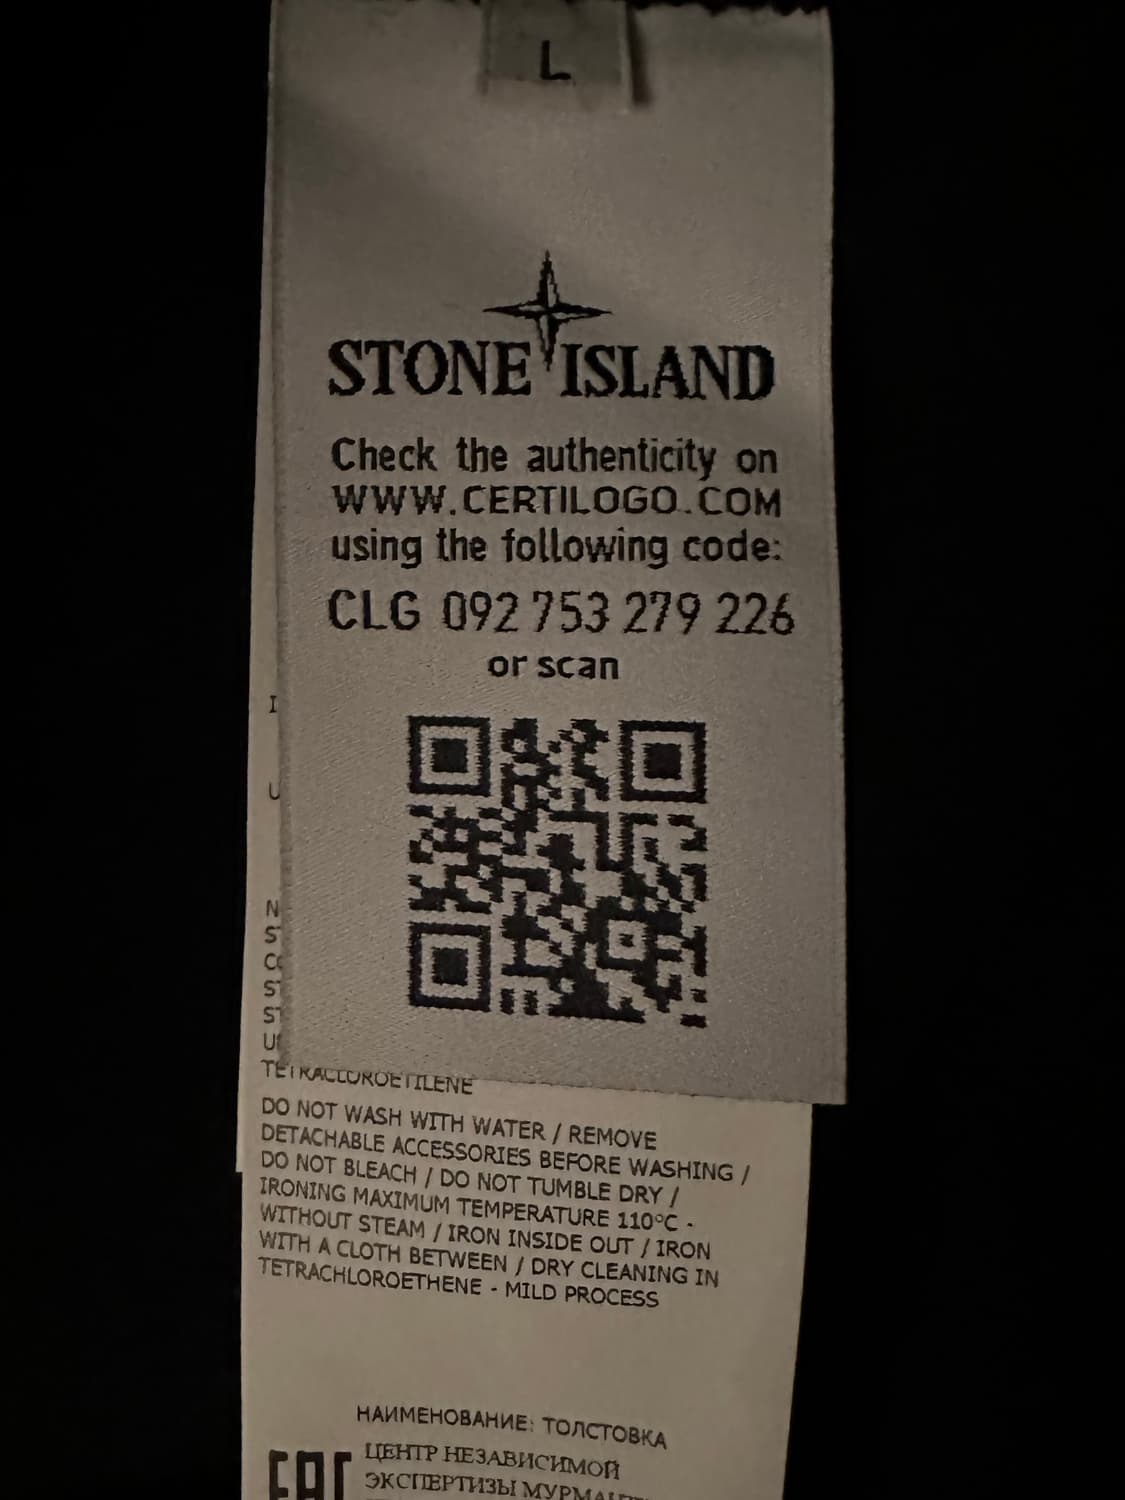 L
STONE ISLAND
Check the authenticity on
WWW.CERTILOGO.COM
using the following code:
CLG 092 753 279 226
or scan
I
U
N
S
C
S
S
U
TETRACLOROETILENE
DO NOT WASH WITH WATER / REMOVE
DETACHABLE ACCESSORIES BEFORE WASHING /
DO NOT BLEACH / DO NOT TUMBLE DRY /
IRONING MAXIMUM TEMPERATURE 110°C -
WITHOUT STEAM / IRON INSIDE OUT / IRON
WITH A CLOTH BETWEEN / DRY CLEANING IN
TETRACHLOROETHENE - MILD PROCESS
НАИМЕНОВАНИЕ: ТОЛСТОВКА
ЦЕНТР НЕЗАВИСИМОЙ
ЭКСПЕРТИЗЫ
EAC